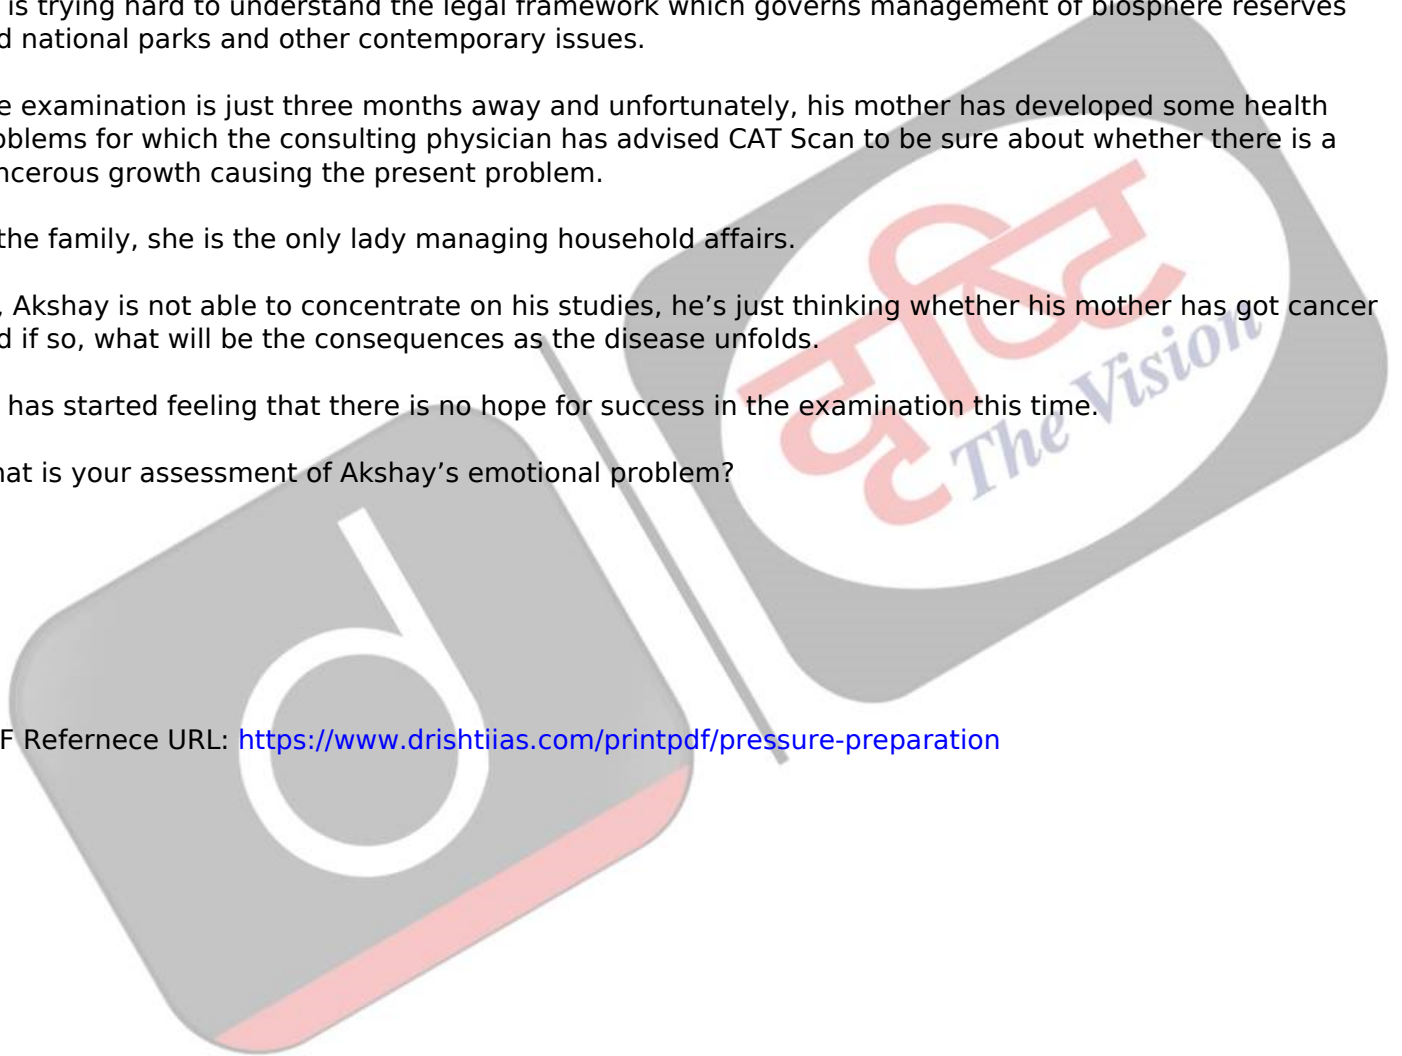 is trying hard to understand the legal framework which governs management of biosphere reserves
d national parks and other contemporary issues.
e examination is just three months away and unfortunately, his mother has developed some health
oblems for which the consulting physician has advised CAT Scan to be sure about whether there is a
ncerous growth causing the present problem.
the family, she is the only lady managing household affairs.
, Akshay is not able to concentrate on his studies, he’s just thinking whether his mother has got cancer
d if so, what will be the consequences as the disease unfolds.
has started feeling that there is no hope for success in the examination this time.
hat is your assessment of Akshay’s emotional problem?
दृष्टि
The Vision
d
F Refernece URL: https://www.drishtiias.com/printpdf/pressure-preparation